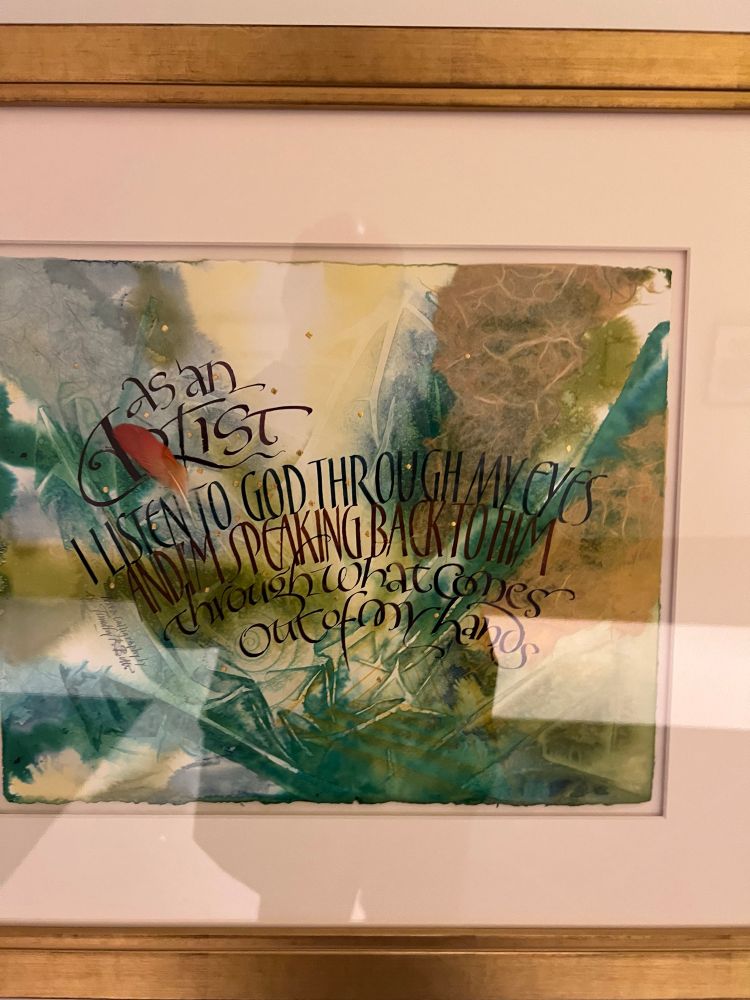 as an
ARTIST
I LISTEN TO GOD THROUGH MY EYES
AND I'M SPEAKING BACK TO HIM
through what comes
out of my hands